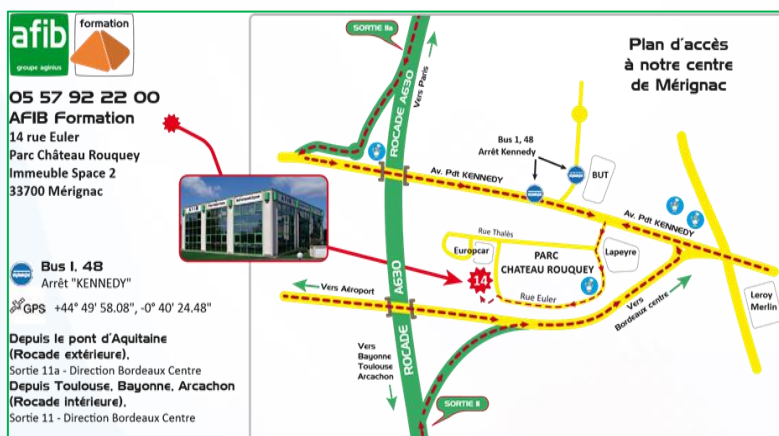 afib
groupe aginius
formation
05 57 92 22 00
AFIB Formation
14 rue Euler
Parc Château Rouquey
Immeuble Space 2
33700 Mérignac
Bus 1, 48
Arrêt "KENNEDY"
GPS +44° 49' 58.08", -0° 40' 24.48"
Depuis le pont d'Aquitaine
(Rocade extérieure),
Sortie 11a - Direction Bordeaux Centre
Depuis Toulouse, Bayonne, Arcachon
(Rocade intérieure),
Sortie 11 - Direction Bordeaux Centre
Plan d'accès
à notre centre
de Mérignac
SORTIE 11a
Vers Paris
ROCADE A630
Bus 1, 48
Arrêt Kennedy
BUT
Av. Pdt KENNEDY
Av. Pdt KENNEDY
AFIB
Rue Thalès
Europcar
PARC
CHATEAU ROUQUEY
Lapeyre
14
Rue Euler
Vers Aéroport
A630
ROCADE
Vers
Bordeaux centre
Leroy
Merlin
Vers
Bayonne
Toulouse
Arcachon
SORTIE 11